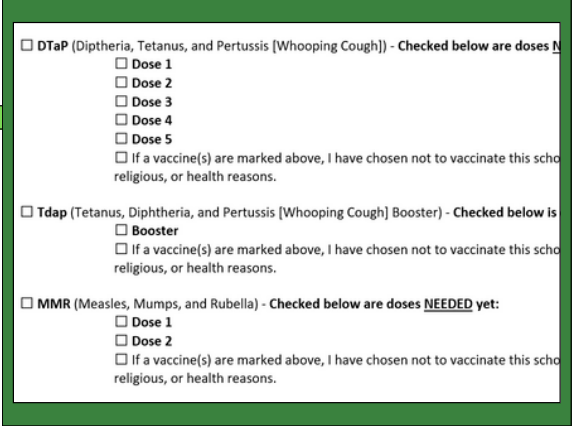 ☐ DTaP (Diptheria, Tetanus, and Pertussis [Whooping Cough]) - Checked below are doses N
☐ Dose 1
☐ Dose 2
☐ Dose 3
☐ Dose 4
☐ Dose 5
☐ If a vaccine(s) are marked above, I have chosen not to vaccinate this scho
religious, or health reasons.
☐ Tdap (Tetanus, Diphtheria, and Pertussis [Whooping Cough] Booster) - Checked below is
☐ Booster
☐ If a vaccine(s) are marked above, I have chosen not to vaccinate this scho
religious, or health reasons.
☐ MMR (Measles, Mumps, and Rubella) - Checked below are doses NEEDED yet:
☐ Dose 1
☐ Dose 2
☐ If a vaccine(s) are marked above, I have chosen not to vaccinate this scho
religious, or health reasons.